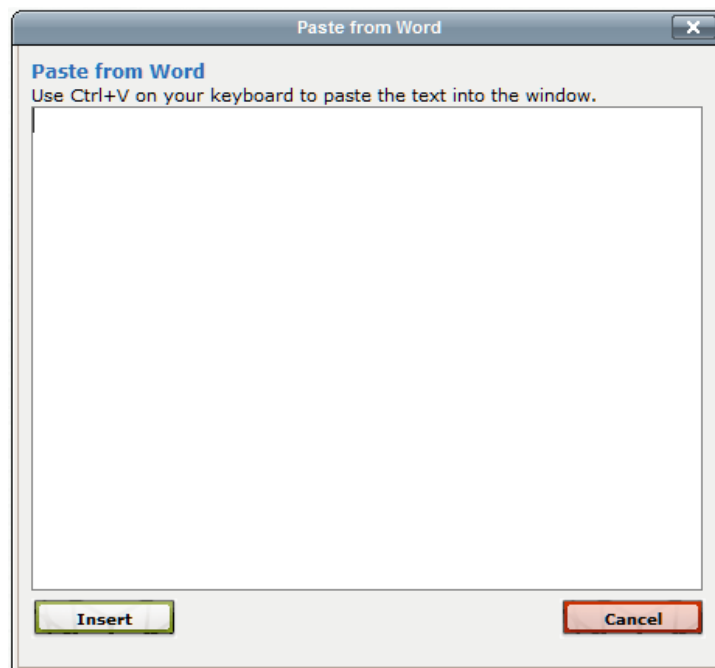 Paste from Word
Paste from Word
Use Ctrl+V on your keyboard to paste the text into the window.
Insert
Cancel